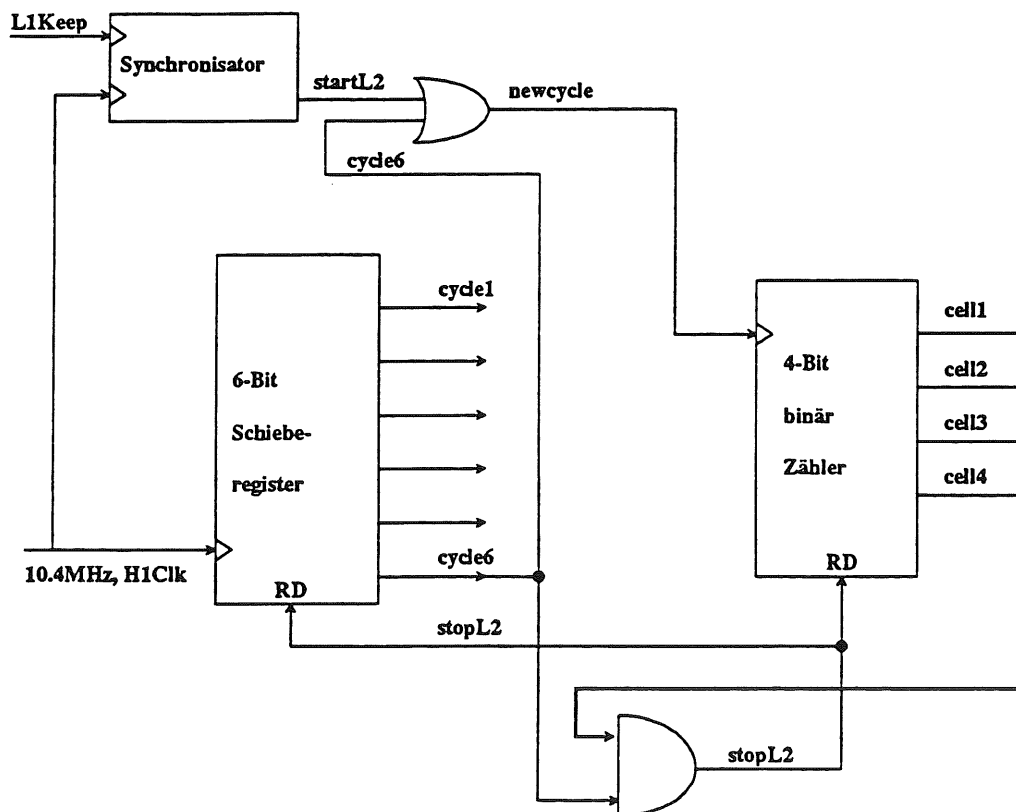 L1Keep
Synchronisator
startL2
newcycle
cycle6
cycle1
6-Bit
Schiebe-
register
cycle6
10.4MHz, H1Clk
RD
stopL2
4-Bit
binär
Zähler
RD
cell1
cell2
cell3
cell4
stopL2